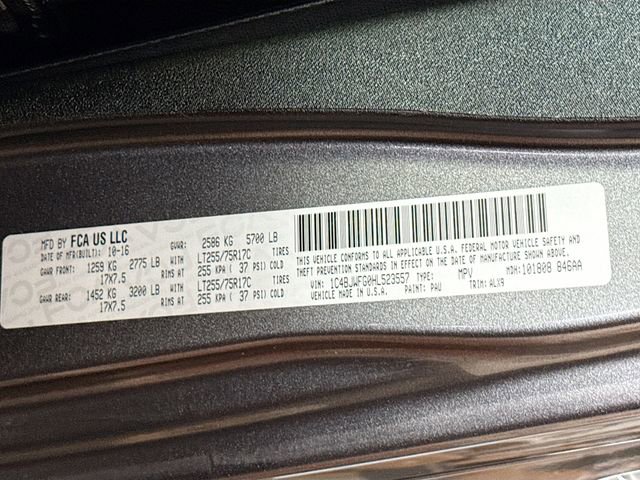 MFD BY FCA US LLC
DATE OF MFR(BUILT): 10-16 GVWR: 2586 KG 5700 LB
GAWR FRONT: 1259 KG 2775 LB LT255/75R17C TIRES
17X7.5 RIMS AT 255 KPA ( 37 PSI) COLD
GAWR REAR: 1452 KG 3200 LB LT255/75R17C TIRES
17X7.5 RIMS AT 255 KPA ( 37 PSI) COLD
THIS VEHICLE CONFORMS TO ALL APPLICABLE U.S.A. FEDERAL MOTOR VEHICLE SAFETY AND
THEFT PREVENTION STANDARDS IN EFFECT ON THE DATE OF MANUFACTURE SHOWN ABOVE.
VIN: 1C4BJWFG0HL523557 TYPE: MPV MDH: 101808 846AA
VEHICLE MADE IN U.S.A. PAINT: PAU TRIM: ALX9